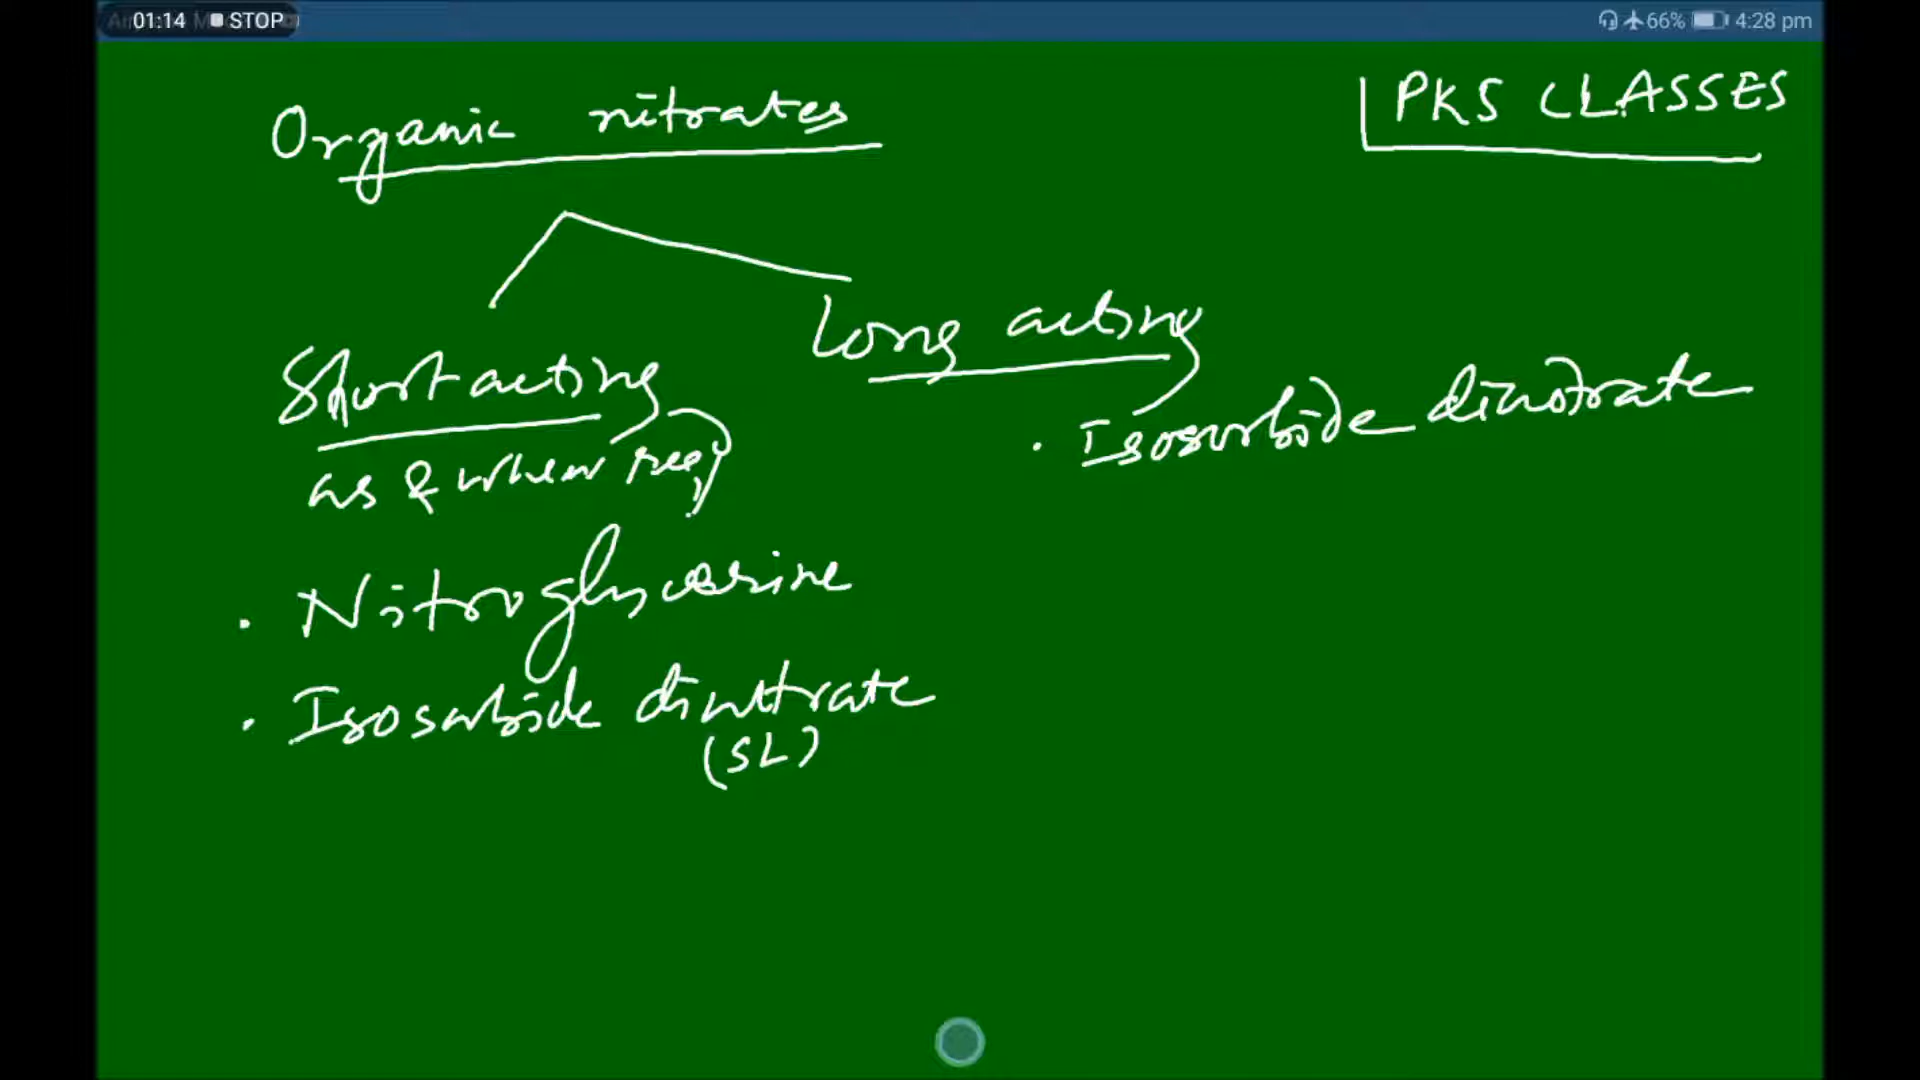 01:14 STOP
66% 4:28 pm
Organic nitrates
PKS CLASSES
Short acting
Long acting
as & when req
. Isosorbide dinitrate
. Nitroglycerine
. Isosorbide dinitrate
(SL)